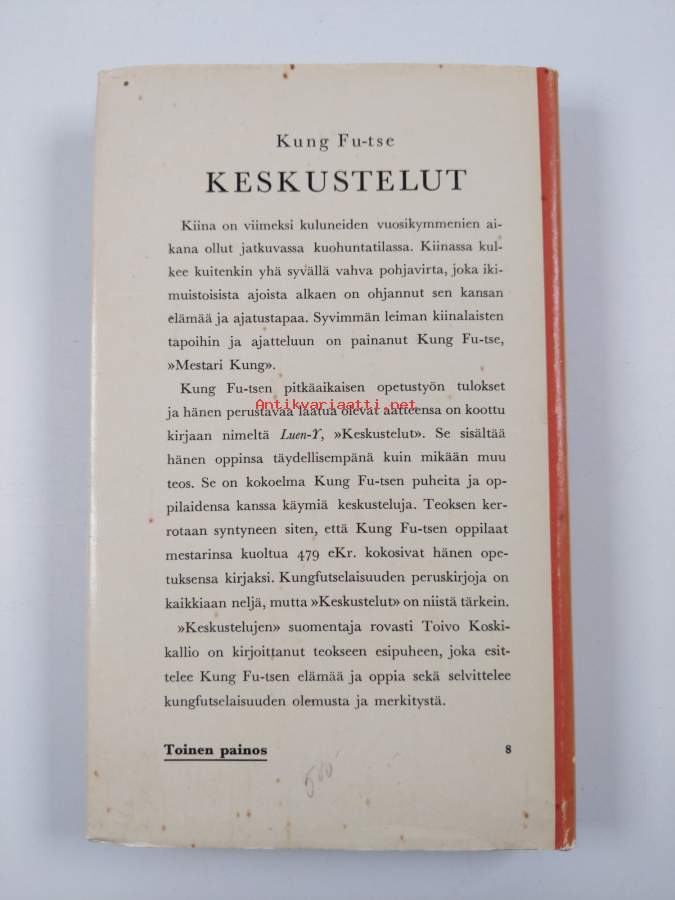 Kung Fu-tse
KESKUSTELUT
Kiina on viimeksi kuluneiden vuosikymmenien ai-
kana ollut jatkuvassa kuohuntatilassa. Kiinassa kul-
kee kuitenkin yhä syvällä vahva pohjavirta, joka iki-
muistoisista ajoista alkaen on ohjannut sen kansan
elämää ja ajatustapaa. Syvimmän leiman kiinalaisten
tapoihin ja ajatteluun on painanut Kung Fu-tse,
»Mestari Kung».
Kung Fu-tsen pitkäaikaisen opetustyön tulokset
Antikvariaatti.net
ja hänen perustavaa laatua olevat aatteensa on koottu
kirjaan nimeltä Luen-Y, »Keskustelut». Se sisältää
hänen oppinsa täydellisempänä kuin mikään muu
teos. Se on kokoelma Kung Fu-tsen puheita ja op-
pilaidensa kanssa käymiä keskusteluja. Teoksen ker-
rotaan syntyneen siten, että Kung Fu-tsen oppilaat
mestarinsa kuoltua 479 eKr. kokosivat hänen ope-
tuksensa kirjaksi. Kungfutselaisuuden peruskirjoja on
kaikkiaan neljä, mutta »Keskustelut» on niistä tärkein.
»Keskustelujen» suomentaja rovasti Toivo Koski-
kallio on kirjoittanut teokseen esipuheen, joka esit-
telee Kung Fu-tsen elämää ja oppia sekä selvittelee
kungfutselaisuuden olemusta ja merkitystä.
Toinen painos 8